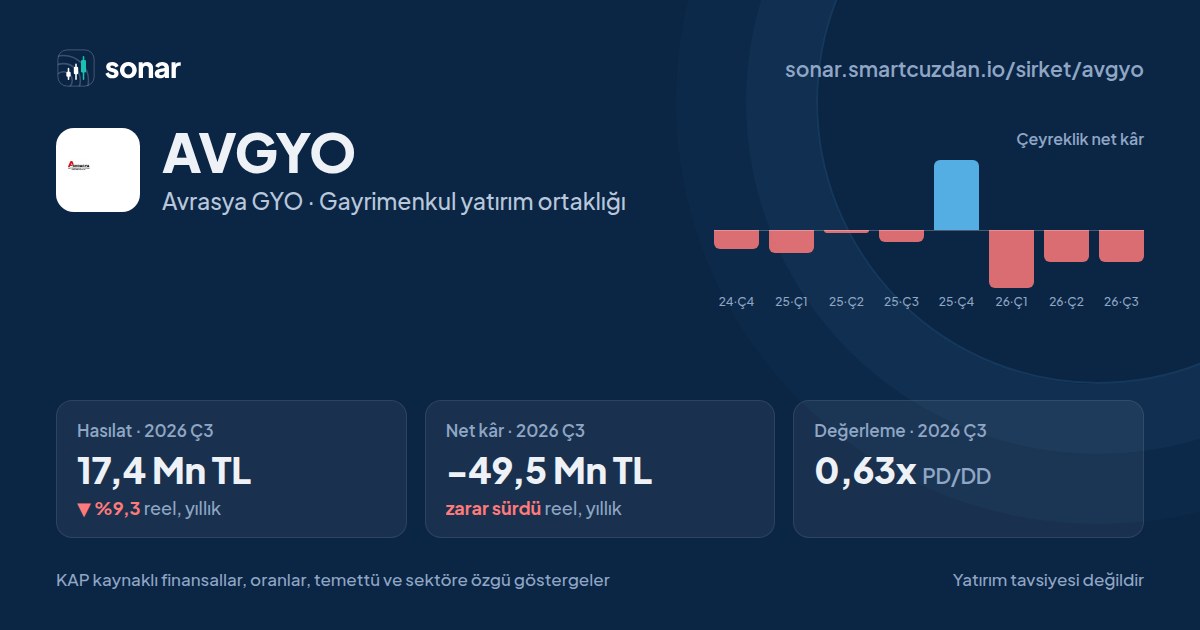 sonar
sonar.smartcuzdan.io/sirket/avgyo
AVGYO
Avrasya GYO · Gayrimenkul yatırım ortaklığı
Çeyreklik net kâr
24·Ç4 25·Ç1 25·Ç2 25·Ç3 25·Ç4 26·Ç1 26·Ç2 26·Ç3
Hasılat · 2026 Ç3
17,4 Mn TL
▼ %9,3 reel, yıllık
Net kâr · 2026 Ç3
−49,5 Mn TL
zarar sürdü reel, yıllık
Değerleme · 2026 Ç3
0,63x PD/DD
KAP kaynaklı finansallar, oranlar, temettü ve sektöre özgü göstergeler
Yatırım tavsiyesi değildir